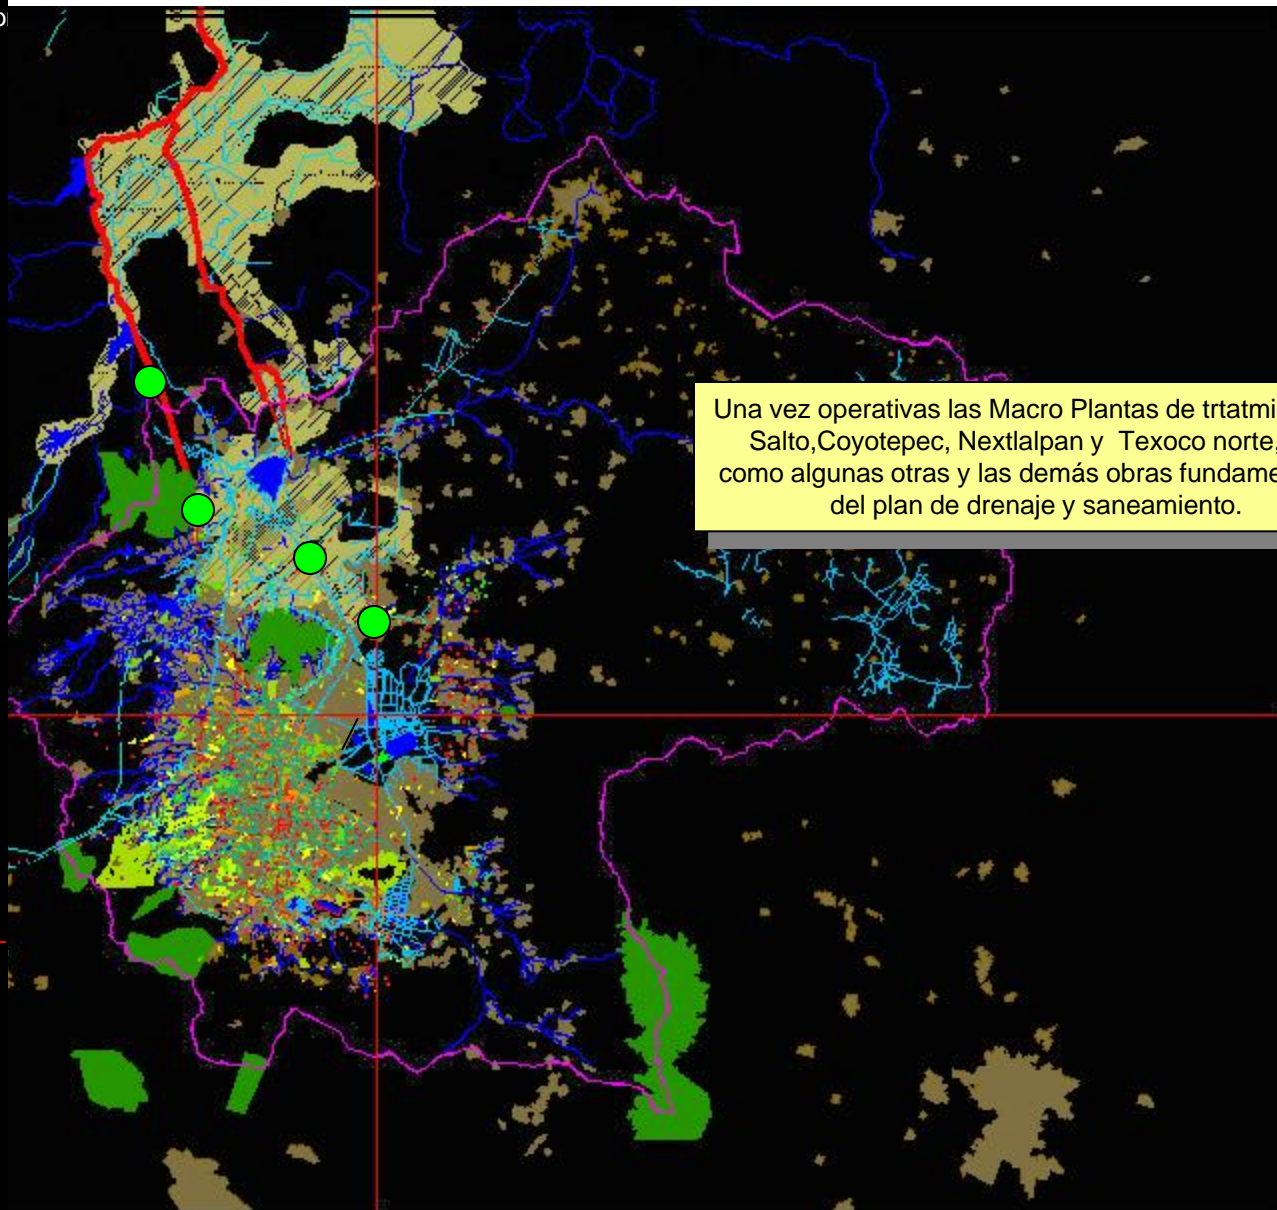 Una vez operativas las Macro Plantas de trtatmi
Salto,Coyotepec, Nextlalpan y Texoco norte,
como algunas otras y las demás obras fundame
del plan de drenaje y saneamiento.